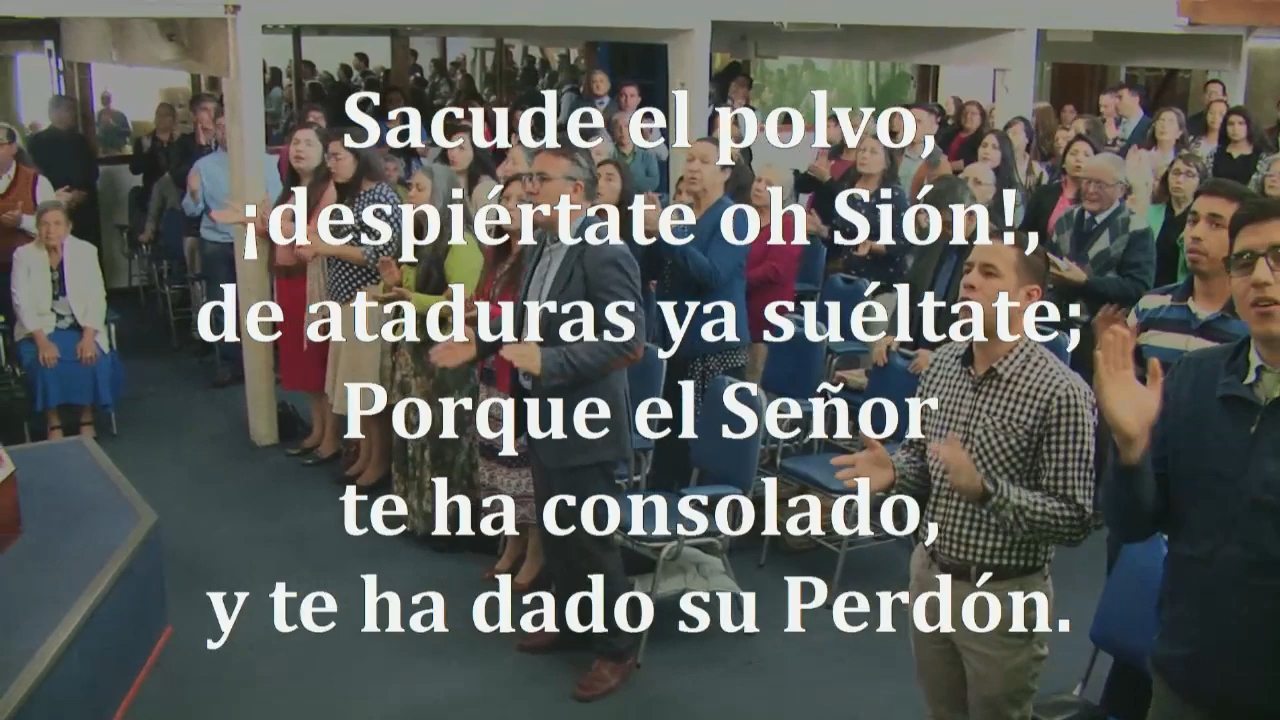 Sacude el polvo,
¡despiértate oh Sión!,
de ataduras ya suéltate;
Porque el Señor
te ha consolado,
y te ha dado su Perdón.